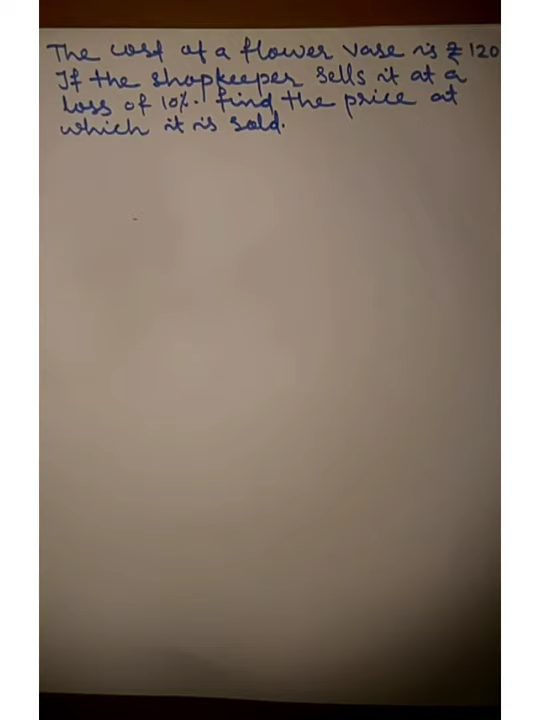 The cost of a flower vase is ₹ 120
If the shopkeeper sells it at a
loss of 10%. find the price at
which it is sold.